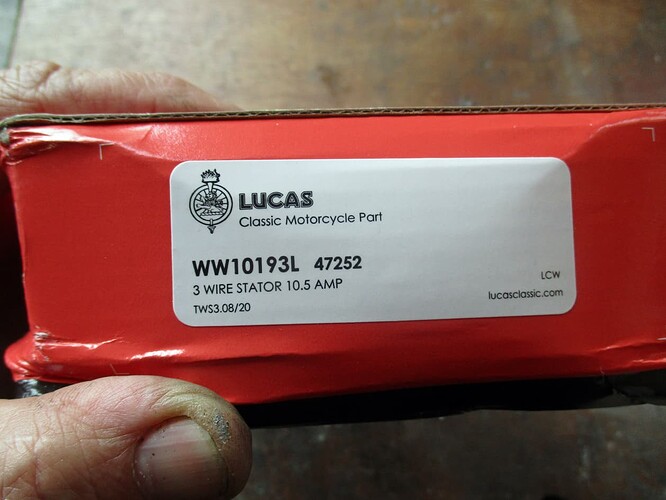 LUCAS
Classic Motorcycle Part
WW10193L 47252
3 WIRE STATOR 10.5 AMP
TWS3.08/20
LCW
lucasclassic.com